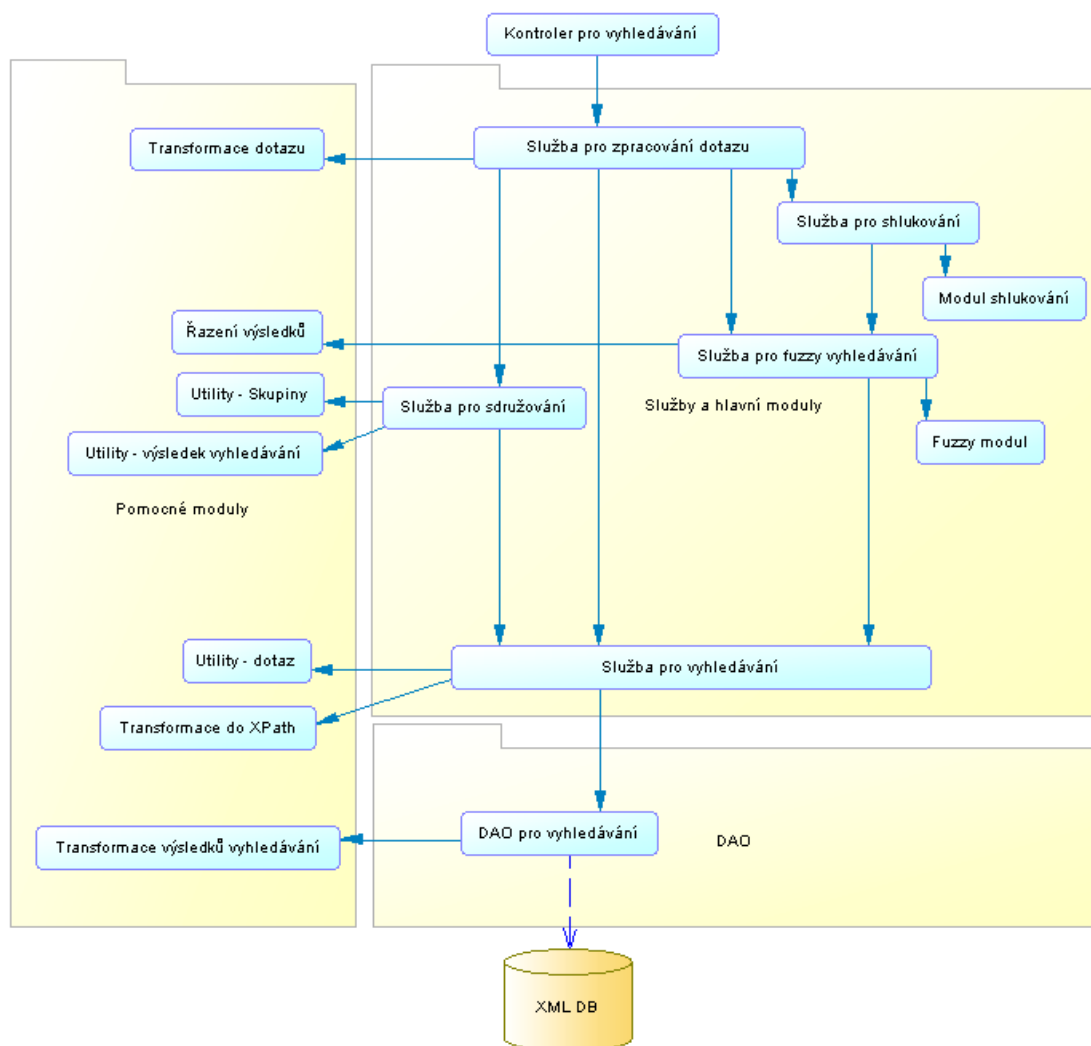 Kontroler pro vyhledávání
Transformace dotazu
Služba pro zpracování dotazu
Služba pro shlukování
Modul shlukování
Řazení výsledků
Služba pro fuzzy vyhledávání
Utility - Skupiny
Služba pro sdružování
Služby a hlavní moduly
Utility - výsledek vyhledávání
Fuzzy modul
Pomocné moduly
Utility - dotaz
Služba pro vyhledávání
Transformace do XPath
DAO pro vyhledávání
DAO
Transformace výsledků vyhledávání
XML DB